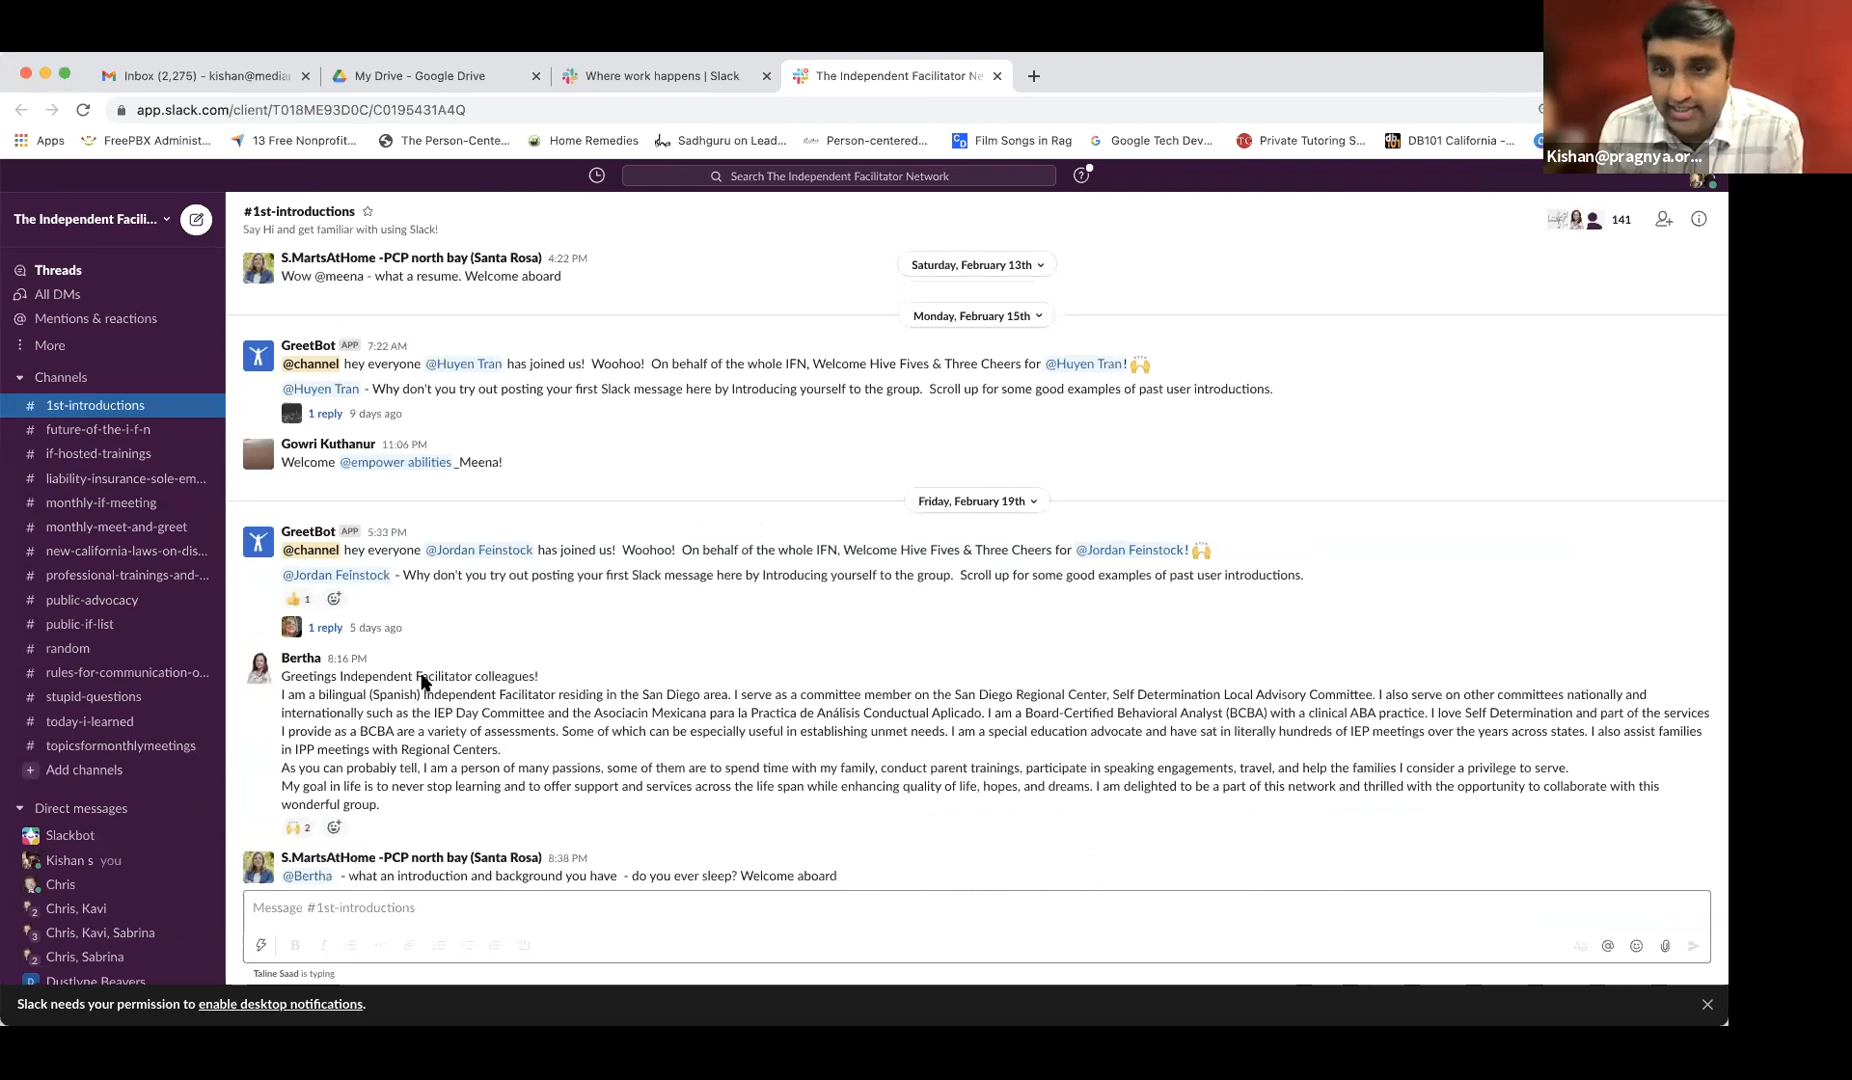 Inbox (2,275) - kishan@media
My Drive - Google Drive
Where work happens | Slack
The Independent Facilitator Ne
Kishan@pragnya.or...
app.slack.com/client/T018ME93D0C/C0195431A4Q
Apps
FreePBX Administ...
13 Free Nonprofit...
The Person-Cente...
Home Remedies
Sadhguru on Lead...
Person-centered...
Film Songs in Rag
Google Tech Dev...
Private Tutoring S...
DB101 California -...
Search The Independent Facilitator Network
The Independent Facili...
Threads
All DMs
Mentions & reactions
More
Channels
# 1st-introductions
# future-of-the-i-f-n
# if-hosted-trainings
# liability-insurance-sole-em...
# monthly-if-meeting
# monthly-meet-and-greet
# new-california-laws-on-dis...
# professional-trainings-and-...
# public-advocacy
# public-if-list
# random
# rules-for-communication-o...
# stupid-questions
# today-i-learned
# topicsformonthlymeetings
+ Add channels
Direct messages
Slackbot
Kishan s you
Chris
2 Chris, Kavi
3 Chris, Kavi, Sabrina
2 Chris, Sabrina
D Dustlyne Beavers
#1st-introductions
Say Hi and get familiar with using Slack!
141
S.MartsAtHome -PCP north bay (Santa Rosa) 4:22 PM
Saturday, February 13th
Wow @meena - what a resume. Welcome aboard
Monday, February 15th
GreetBot APP 7:22 AM
@channel hey everyone @Huyen Tran has joined us! Woohoo! On behalf of the whole IFN, Welcome Hive Fives & Three Cheers for @Huyen Tran!
@Huyen Tran - Why don't you try out posting your first Slack message here by Introducing yourself to the group. Scroll up for some good examples of past user introductions.
1 reply 9 days ago
Gowri Kuthanur 11:06 PM
Welcome @empower abilities _Meena!
Friday, February 19th
GreetBot APP 5:33 PM
@channel hey everyone @Jordan Feinstock has joined us! Woohoo! On behalf of the whole IFN, Welcome Hive Fives & Three Cheers for @Jordan Feinstock!
@Jordan Feinstock - Why don't you try out posting your first Slack message here by Introducing yourself to the group. Scroll up for some good examples of past user introductions.
1
1 reply 5 days ago
Bertha 8:16 PM
Greetings Independent Facilitator colleagues!
I am a bilingual (Spanish) Independent Facilitator residing in the San Diego area. I serve as a committee member on the San Diego Regional Center, Self Determination Local Advisory Committee. I also serve on other committees nationally and
internationally such as the IEP Day Committee and the Asociacin Mexicana para la Practica de Análisis Conductual Aplicado. I am a Board-Certified Behavioral Analyst (BCBA) with a clinical ABA practice. I love Self Determination and part of the services
I provide as a BCBA are a variety of assessments. Some of which can be especially useful in establishing unmet needs. I am a special education advocate and have sat in literally hundreds of IEP meetings over the years across states. I also assist families
in IPP meetings with Regional Centers.
As you can probably tell, I am a person of many passions, some of them are to spend time with my family, conduct parent trainings, participate in speaking engagements, travel, and help the families I consider a privilege to serve.
My goal in life is to never stop learning and to offer support and services across the life span while enhancing quality of life, hopes, and dreams. I am delighted to be a part of this network and thrilled with the opportunity to collaborate with this
wonderful group.
2
S.MartsAtHome -PCP north bay (Santa Rosa) 8:38 PM
@Bertha - what an introduction and background you have - do you ever sleep? Welcome aboard
Message #1st-introductions
Taline Saad is typing
Slack needs your permission to enable desktop notifications.